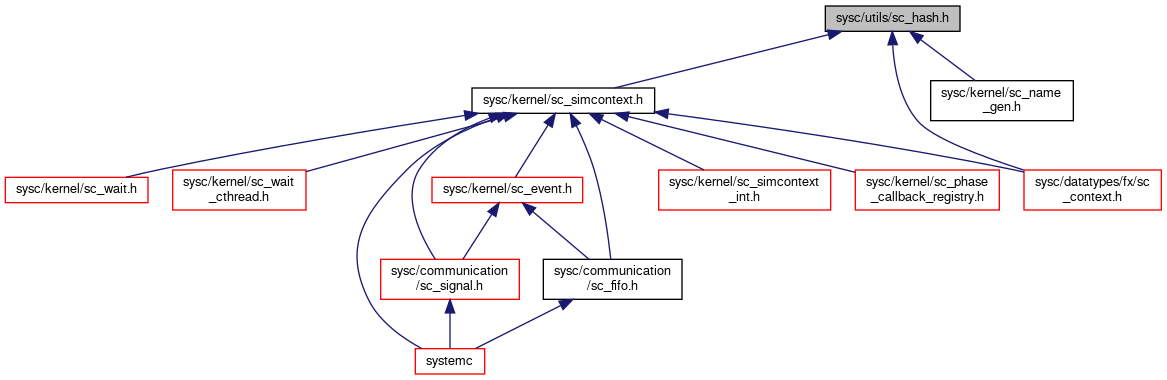 sysc/utils/sc_hash.h
sysc/kernel/sc_simcontext.h
sysc/kernel/sc_name
_gen.h
sysc/kernel/sc_wait.h
sysc/kernel/sc_wait
_cthread.h
sysc/kernel/sc_event.h
sysc/kernel/sc_simcontext
_int.h
sysc/kernel/sc_phase
_callback_registry.h
sysc/datatypes/fx/sc
_context.h
sysc/communication
/sc_signal.h
sysc/communication
/sc_fifo.h
systemc